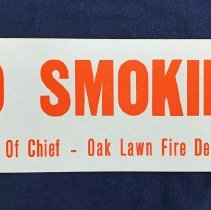 O SMOKI
Of Chief - Oak Lawn Fire De